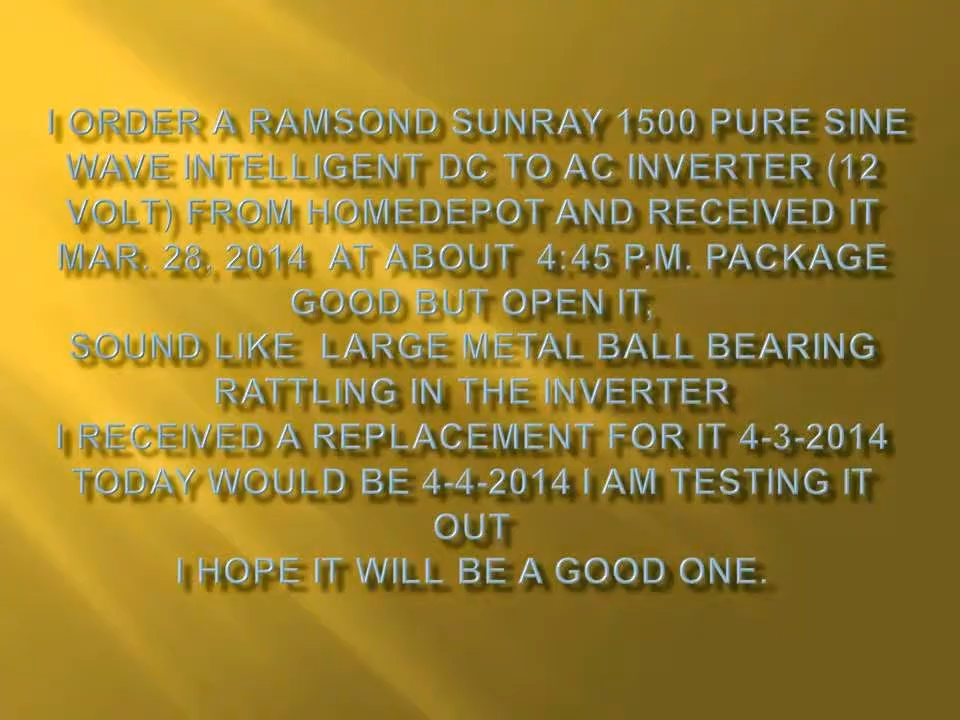 I ORDER A RAMSOND SUNRAY 1500 PURE SINE
WAVE INTELLIGENT DC TO AC INVERTER (12
VOLT) FROM HOMEDEPOT AND RECEIVED IT
MAR. 28, 2014  AT ABOUT  4:45 P.M. PACKAGE
GOOD BUT OPEN IT,
SOUND LIKE  LARGE METAL BALL BEARING
RATTLING IN THE INVERTER
I RECEIVED A REPLACEMENT FOR IT 4-3-2014
TODAY WOULD BE 4-4-2014 I AM TESTING IT
OUT
I HOPE IT WILL BE A GOOD ONE.